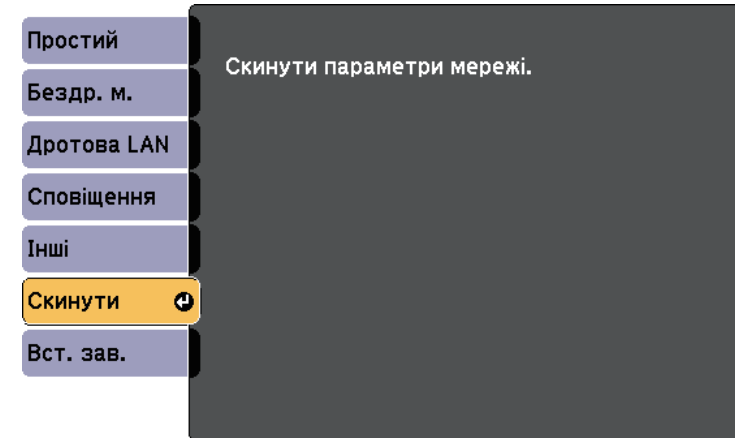 Простий
Бездр. м.
Дротова LAN
Сповіщення
Інші
Скинути
Вст. зав.
Скинути параметри мережі.